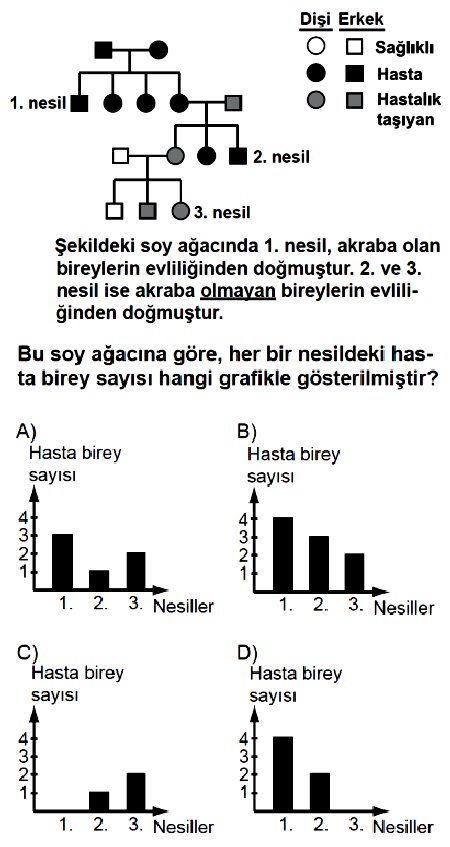 Dişi Erkek
Sağlıklı
Hasta
Hastalık
taşıyan
1. nesil
2. nesil
3. nesil
Şekildeki soy ağacında 1. nesil, akraba olan
bireylerin evliliğinden doğmuştur. 2. ve 3.
nesil ise akraba olmayan bireylerin evlili-
ğinden doğmuştur.
Bu soy ağacına göre, her bir nesildeki has-
ta birey sayısı hangi grafikle gösterilmiştir?
A)
Hasta birey
sayısı
4
3
2
1
1. 2. 3. Nesiller
B)
Hasta birey
sayısı
4
3
2
1
1. 2. 3. Nesiller
C)
Hasta birey
sayısı
4
3
2
1
1. 2. 3. Nesiller
D)
Hasta birey
sayısı
4
3
2
1
1. 2. 3. Nesiller